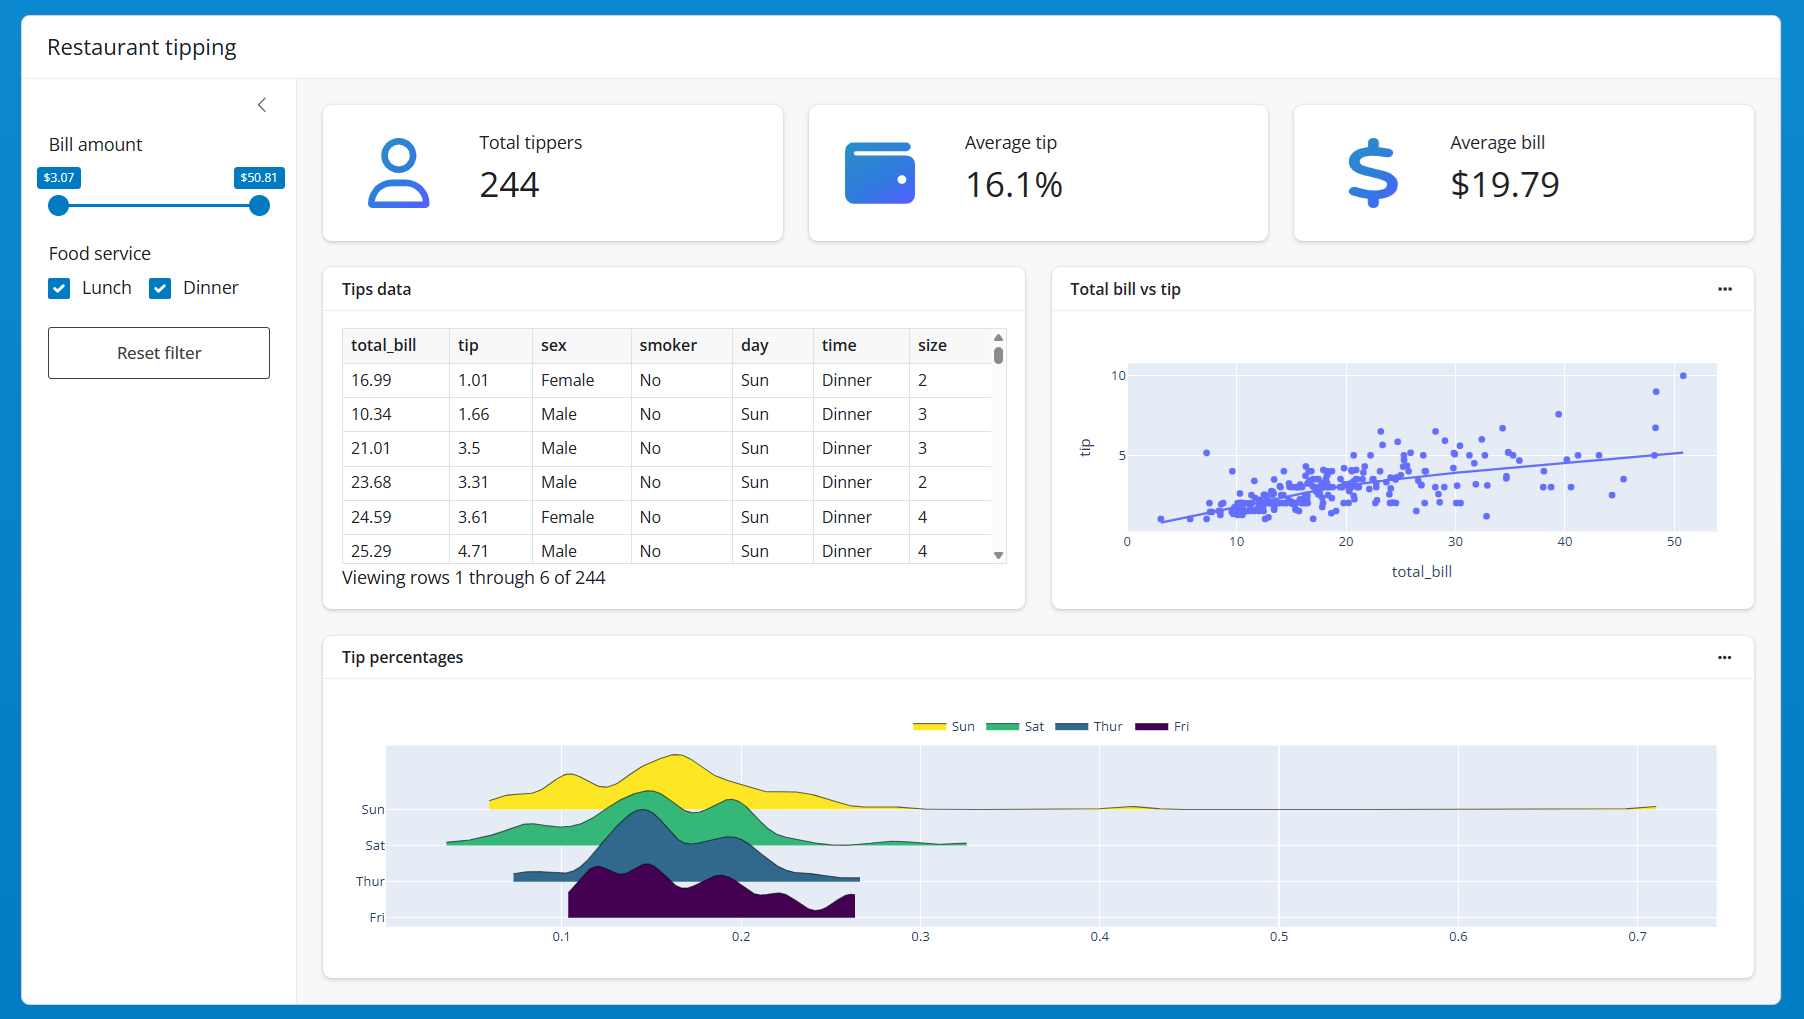 Restaurant tipping
Bill amount
$3.07 $50.81
Food service
Lunch Dinner
Reset filter
Total tippers
244
Average tip
16.1%
Average bill
$19.79
Tips data
total_bill tip sex smoker day time size
16.99 1.01 Female No Sun Dinner 2
10.34 1.66 Male No Sun Dinner 3
21.01 3.5 Male No Sun Dinner 3
23.68 3.31 Male No Sun Dinner 2
24.59 3.61 Female No Sun Dinner 4
25.29 4.71 Male No Sun Dinner 4
Viewing rows 1 through 6 of 244
Total bill vs tip
10
5
tip
0 10 20 30 40 50
total_bill
Tip percentages
Sun Sat Thur Fri
Sun
Sat
Thur
Fri
0.1 0.2 0.3 0.4 0.5 0.6 0.7